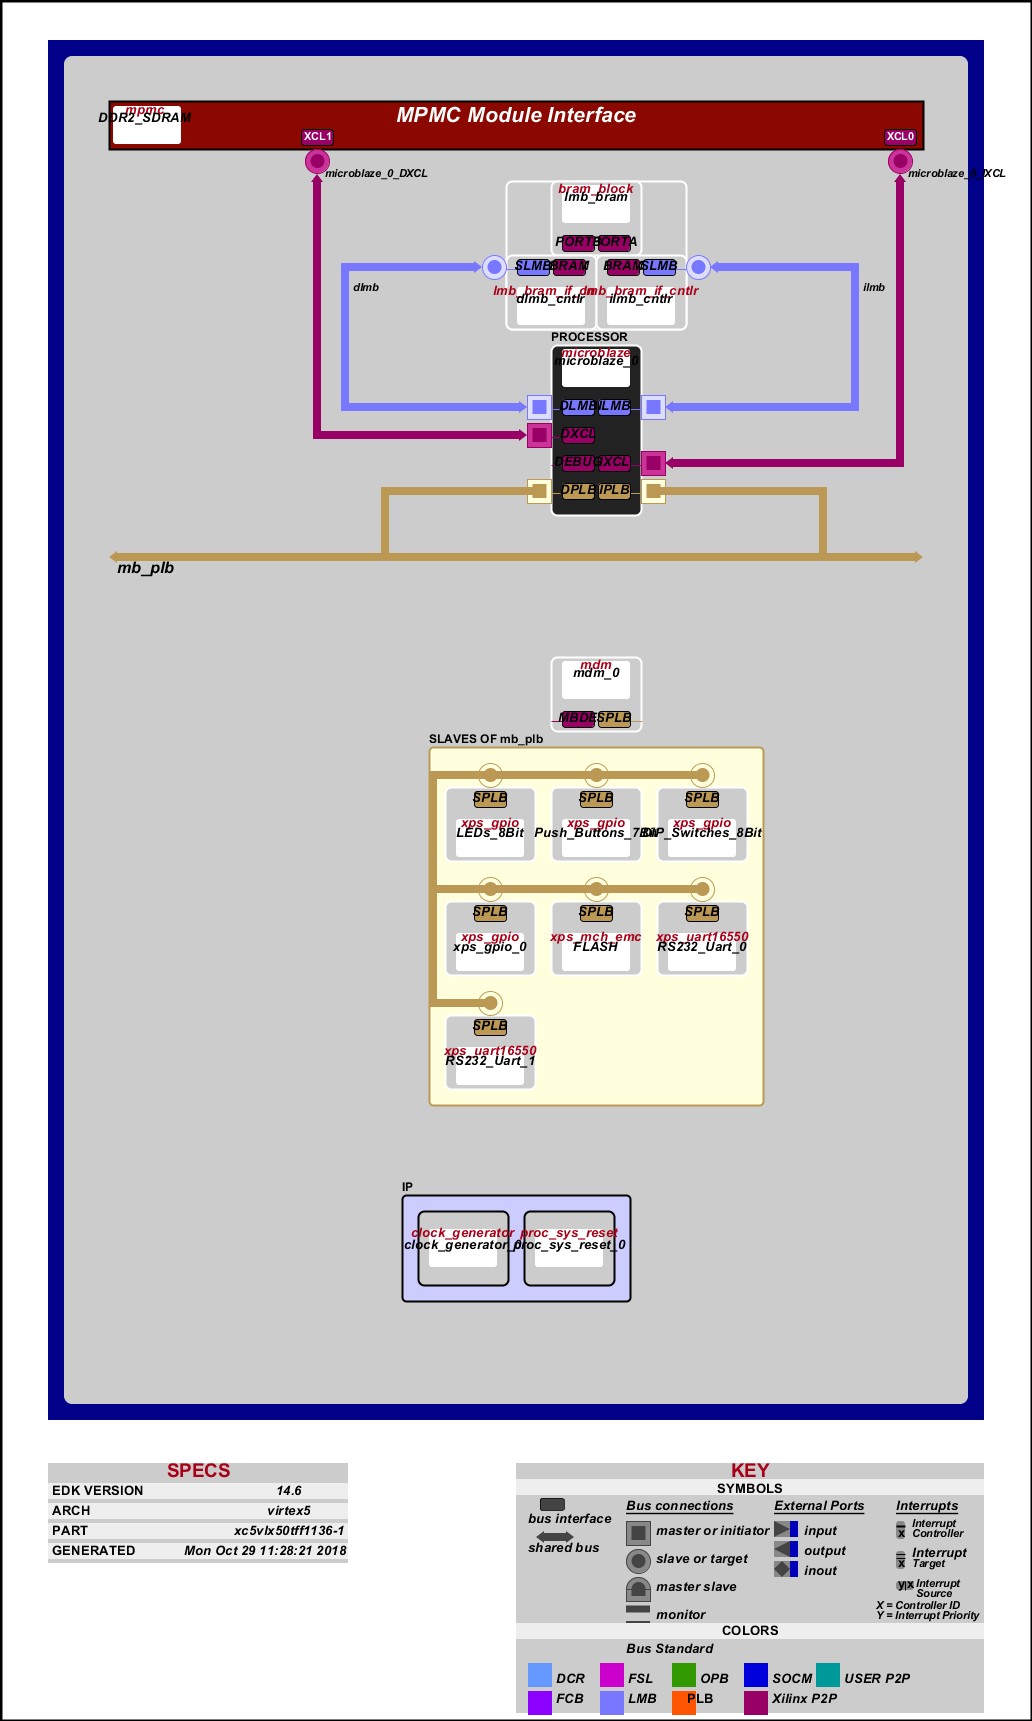 mpmc
DDR2_SDRAM
MPMC Module Interface
XCL1
XCL0
microblaze_0_DXCL
microblaze_0_IXCL
bram_block
lmb_bram
PORTB PORTA
SLMB BRAM BRAM SLMB
dlmb
ilmb
lmb_bram_if_cntlr lmb_bram_if_cntlr
dlmb_cntlr ilmb_cntlr
PROCESSOR
microblaze
microblaze_0
DLMB ILMB
DXCL
DEBUG IXCL
DPLB IPLB
mb_plb
mdm
mdm_0
SPLB
SLAVES OF mb_plb
SPLB SPLB SPLB
xps_gpio xps_gpio xps_gpio
LEDs_8Bit Push_Buttons_7Bit DIP_Switches_8Bit
SPLB SPLB SPLB
xps_gpio xps_mch_emc xps_uart16550
xps_gpio_0 FLASH RS232_Uart_0
SPLB
xps_uart16550
RS232_Uart_1
IP
clock_generator proc_sys_reset
clock_generator_0 proc_sys_reset_0
SPECS
EDK VERSION 14.6
ARCH virtex5
PART xc5vlx50tff1136-1
GENERATED Mon Oct 29 11:28:21 2018
KEY
SYMBOLS
bus interface
shared bus
Bus connections
master or initiator
slave or target
master slave
monitor
External Ports
input
output
inout
Interrupts
x
Interrupt
Controller
x
Interrupt
Target
y x
Interrupt
Source
X = Controller ID
Y = Interrupt Priority
COLORS
Bus Standard
DCR FSL OPB SOCM USER P2P
FCB LMB PLB Xilinx P2P